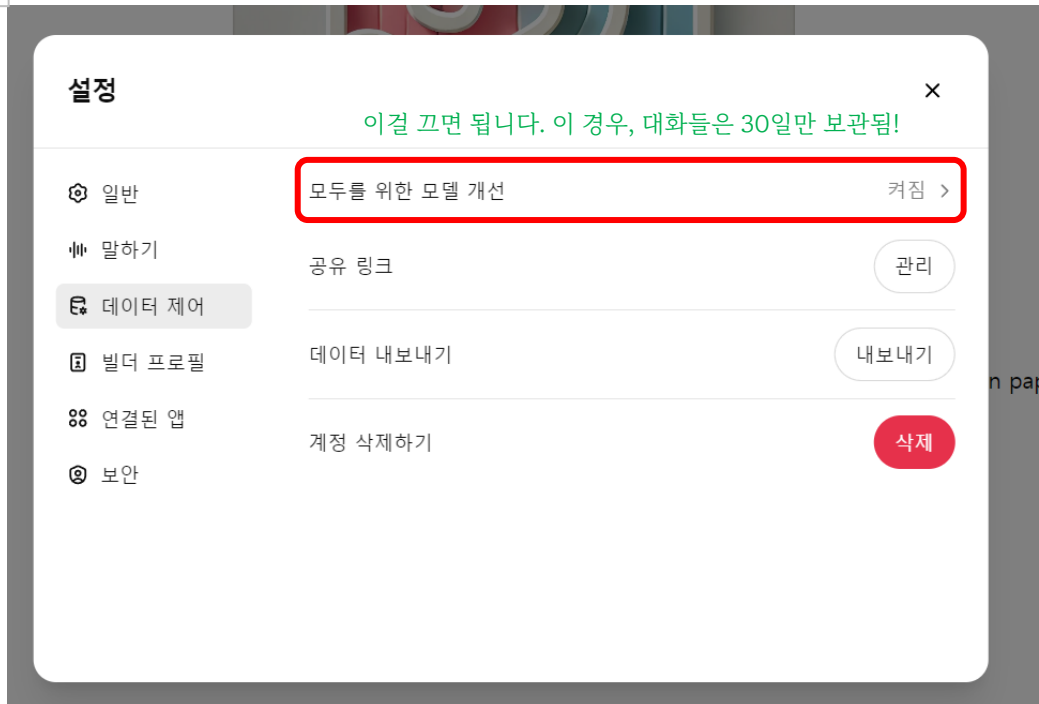 설정
이걸 끄면 됩니다. 이 경우, 대화들은 30일만 보관됨!
일반
말하기
데이터 제어
빌더 프로필
연결된 앱
보안
모두를 위한 모델 개선 켜짐
공유 링크 관리
데이터 내보내기 내보내기
계정 삭제하기 삭제
n pap